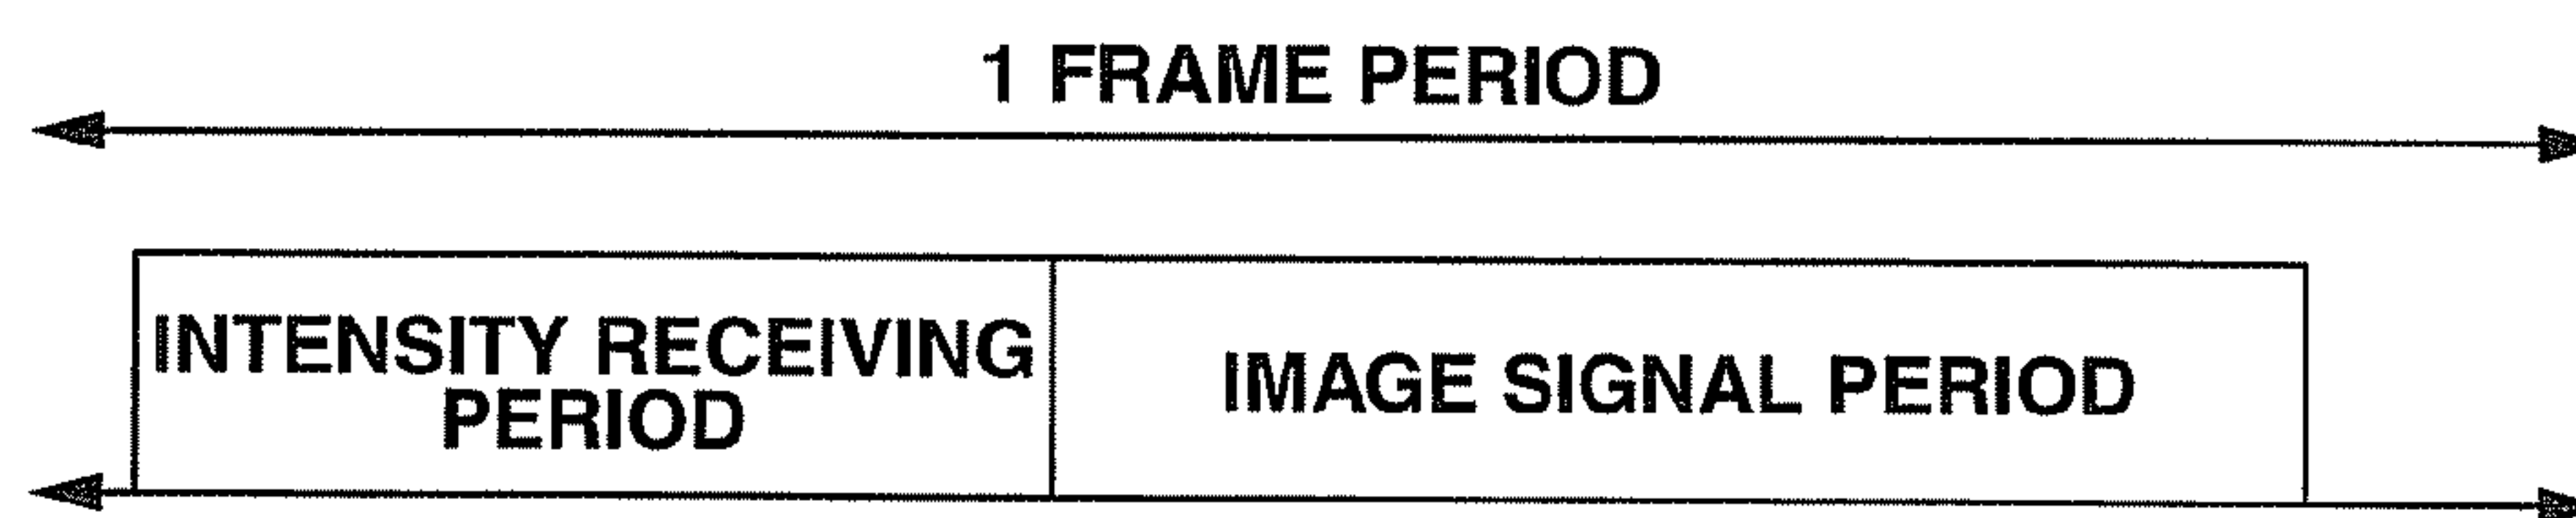 1 FRAME PERIOD
INTENSITY RECEIVING
PERIOD
IMAGE SIGNAL PERIOD